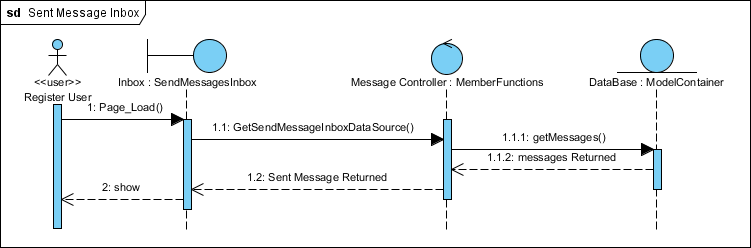 sd Sent Message Inbox
<<user>>
Register User
Inbox : SendMessagesInbox
Message Controller : MemberFunctions
DataBase : ModelContainer
1: Page_Load()
1.1: GetSendMessageInboxDataSource()
1.1.1: getMessages()
1.1.2: messages Returned
1.2: Sent Message Returned
2: show